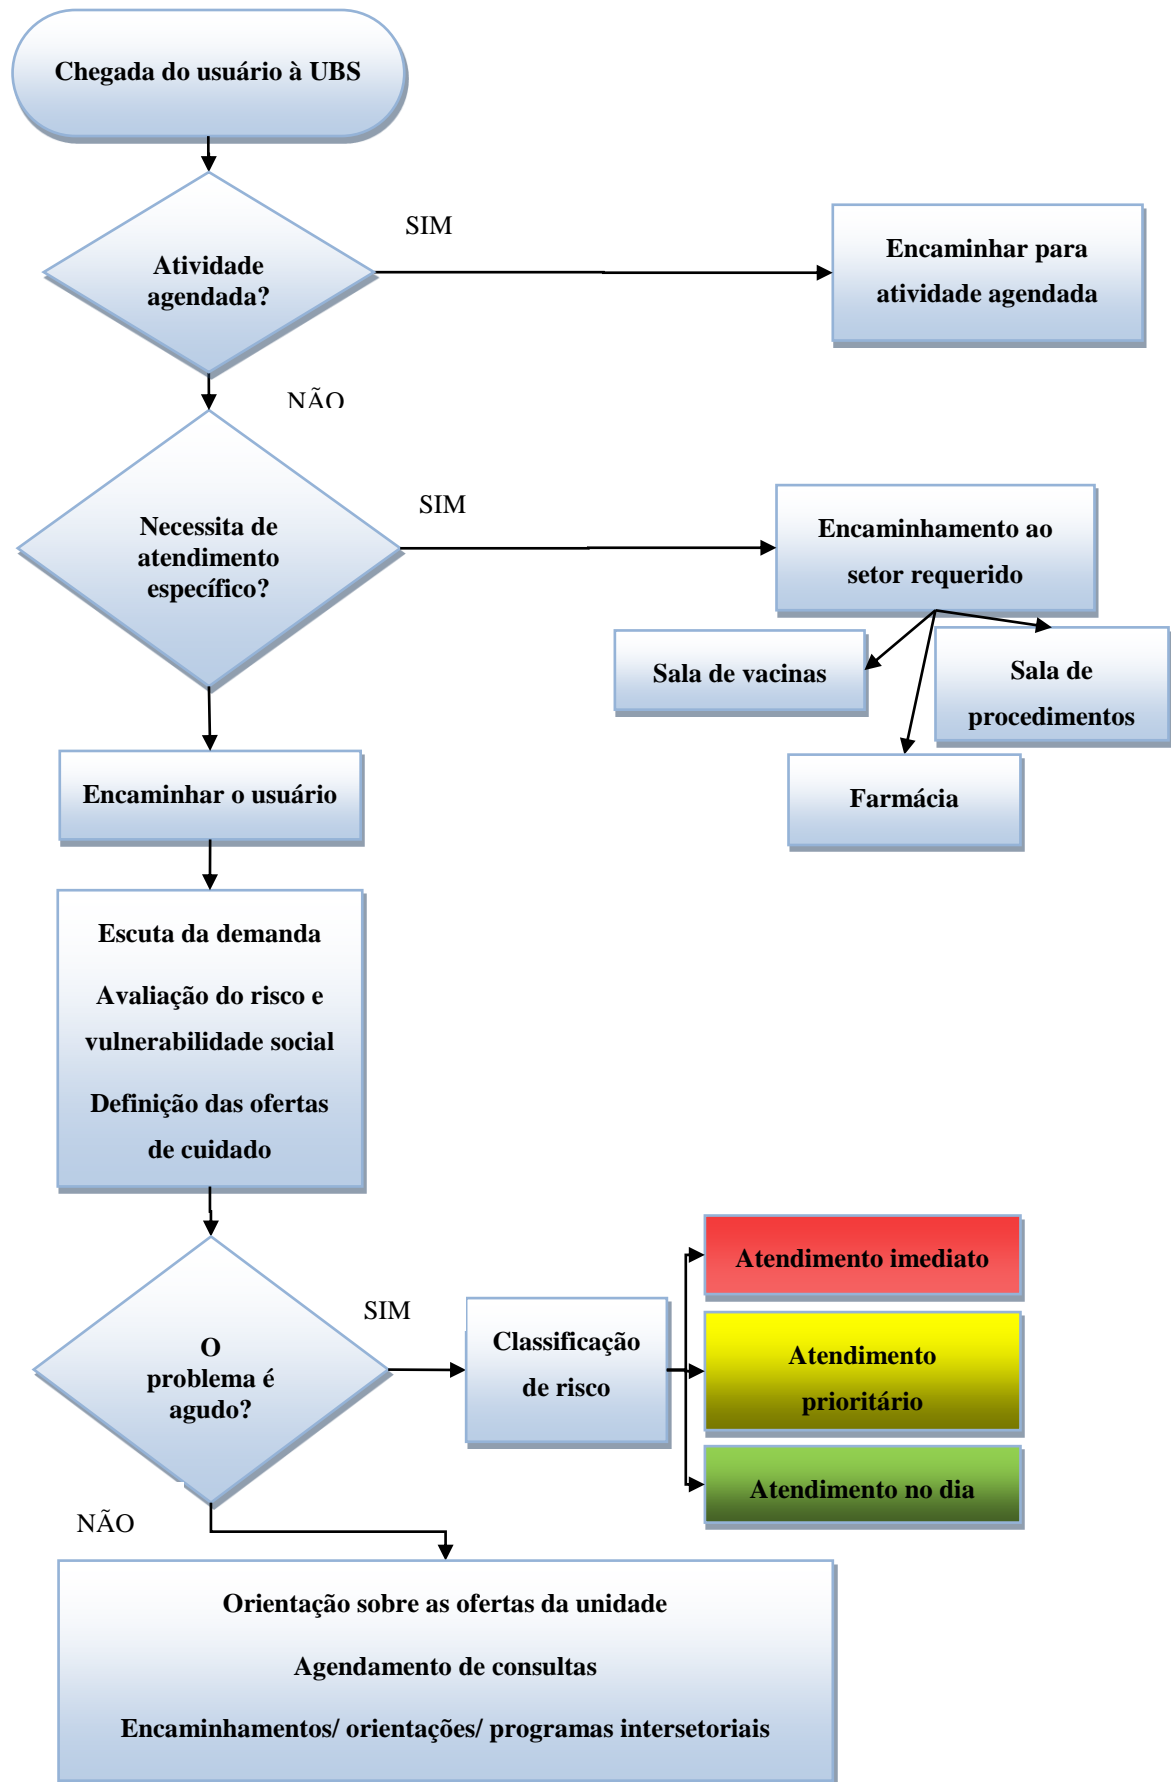 Chegada do usuário à UBS
SIM
Atividade
agendada?
Encaminhar para
atividade agendada
NÃO
SIM
Necessita de
atendimento
específico?
Encaminhamento ao
setor requerido
Sala de vacinas
Sala de
procedimentos
Farmácia
Encaminhar o usuário
Escuta da demanda
Avaliação do risco e
vulnerabilidade social
Definição das ofertas
de cuidado
O
problema é
agudo?
SIM
Classificação
de risco
Atendimento imediato
Atendimento
prioritário
Atendimento no dia
NÃO
Orientação sobre as ofertas da unidade
Agendamento de consultas
Encaminhamentos/ orientações/ programas intersetoriais